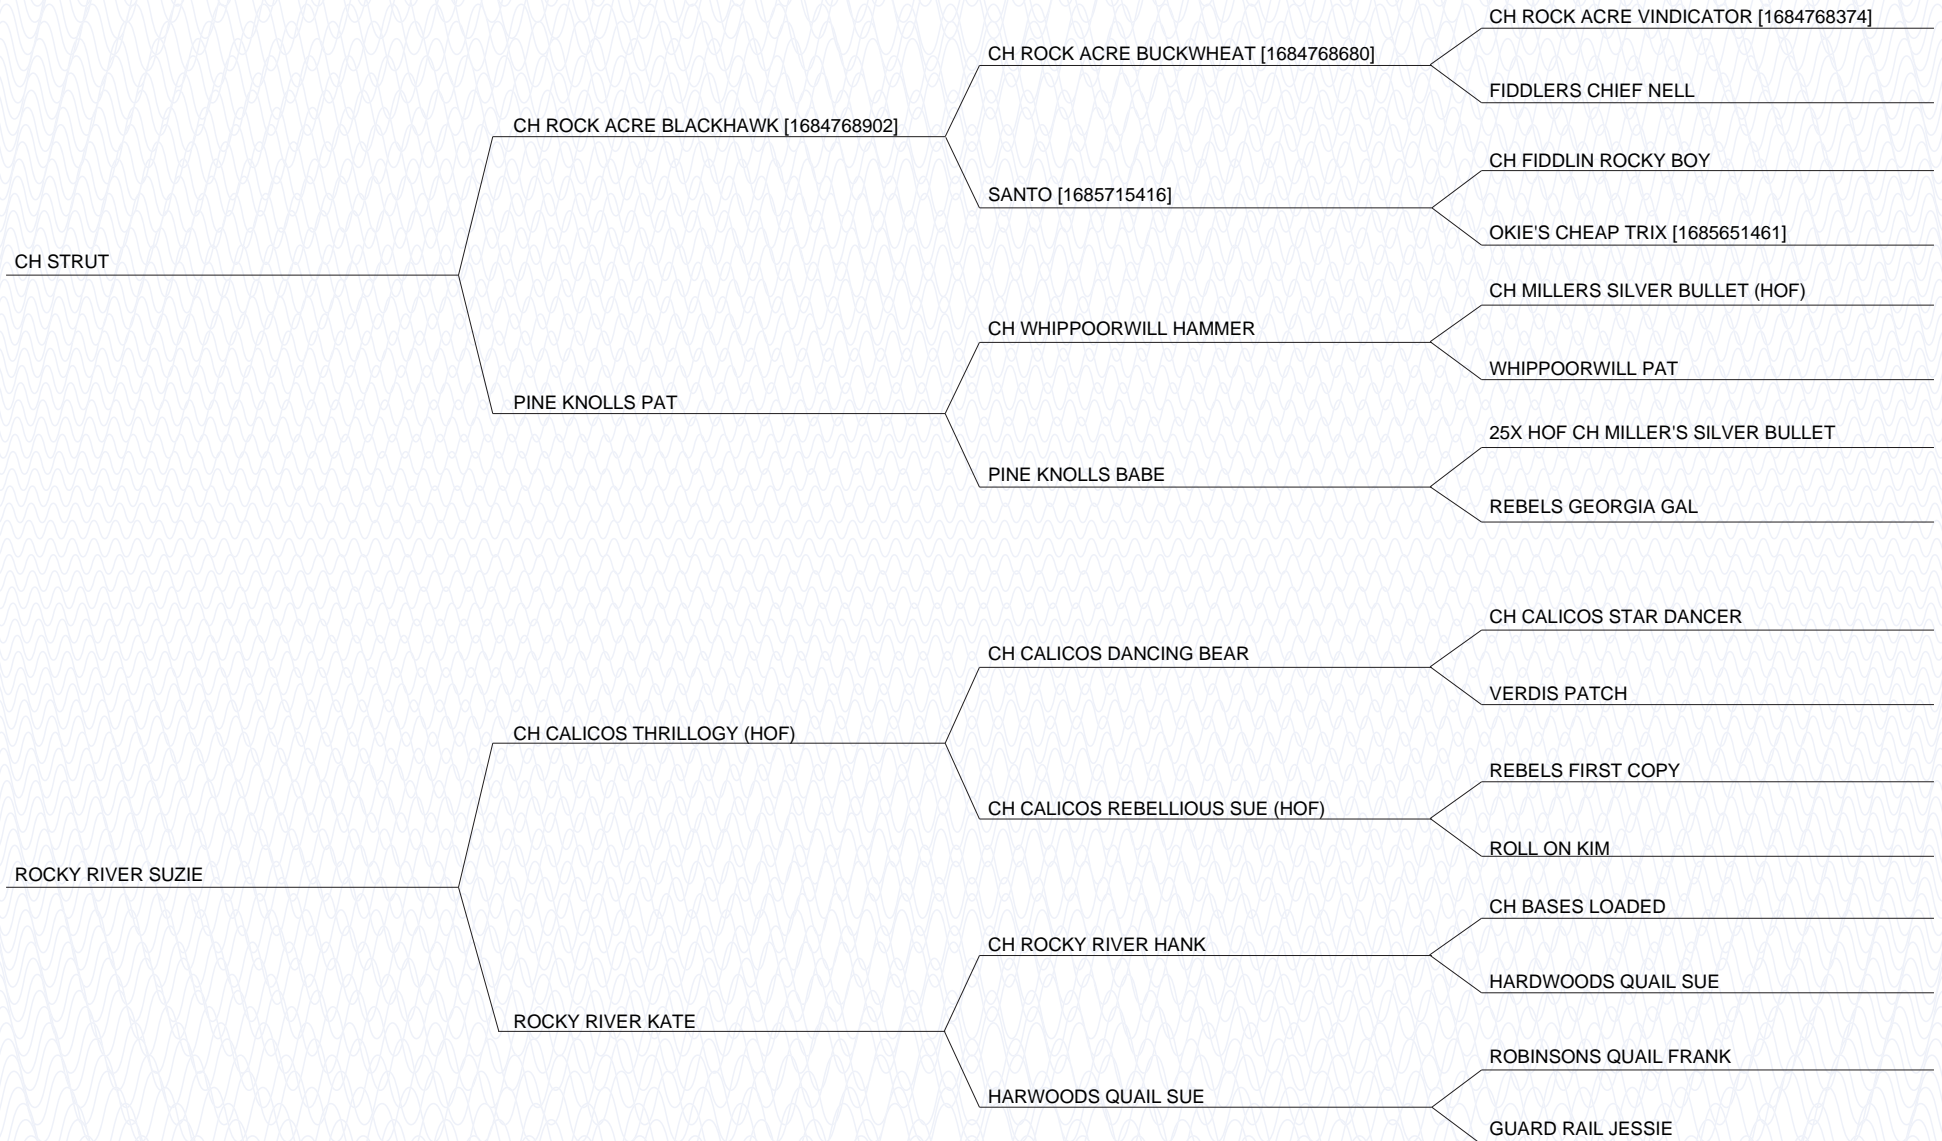 CH ROCK ACRE VINDICATOR [1684768374]
CH ROCK ACRE BUCKWHEAT [1684768680]
FIDDLERS CHIEF NELL
CH ROCK ACRE BLACKHAWK [1684768902]
CH FIDDLIN ROCKY BOY
SANTO [1685715416]
OKIE'S CHEAP TRIX [1685651461]
CH STRUT
CH MILLERS SILVER BULLET (HOF)
CH WHIPPOORWILL HAMMER
WHIPPOORWILL PAT
PINE KNOLLS PAT
25X HOF CH MILLER'S SILVER BULLET
PINE KNOLLS BABE
REBELS GEORGIA GAL
CH CALICOS STAR DANCER
CH CALICOS DANCING BEAR
VERDIS PATCH
CH CALICOS THRILLOGY (HOF)
REBELS FIRST COPY
CH CALICOS REBELLIOUS SUE (HOF)
ROLL ON KIM
ROCKY RIVER SUZIE
CH BASES LOADED
CH ROCKY RIVER HANK
HARDWOODS QUAIL SUE
ROCKY RIVER KATE
ROBINSONS QUAIL FRANK
HARWOODS QUAIL SUE
GUARD RAIL JESSIE